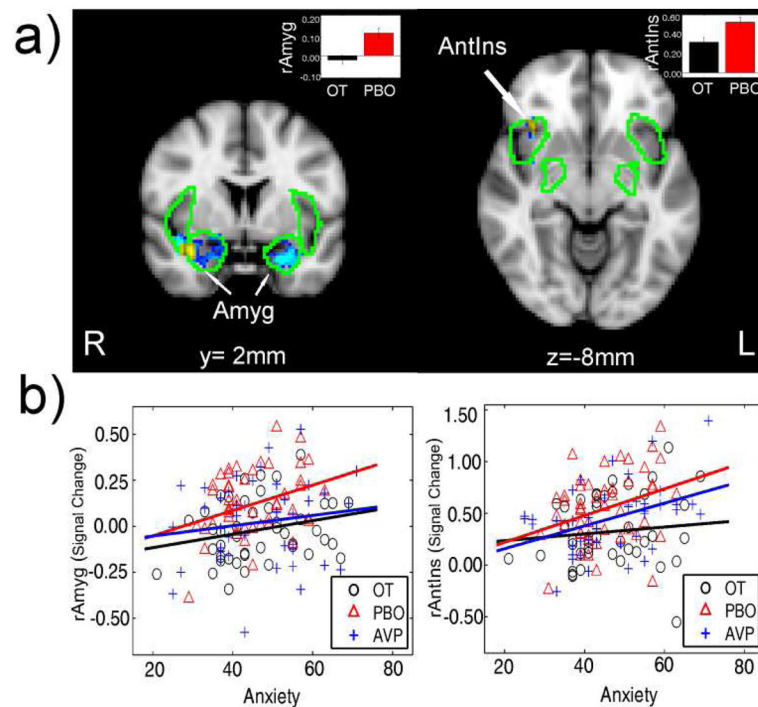 a)
rAmyg
0.20
0.10
0.00
-0.10
OT PBO
AntIns
rAntIns
0.60
0.40
0.20
0.00
OT PBO
Amyg
R
y= 2mm
z=-8mm
L
b)
rAmyg (Signal Change)
0.50
0.25
0.00
-0.25
-0.50
OT
PBO
AVP
20 40 60 80
Anxiety
rAntIns (Signal Change)
1.50
1.00
0.50
0.00
-0.50
OT
PBO
AVP
20 40 60 80
Anxiety